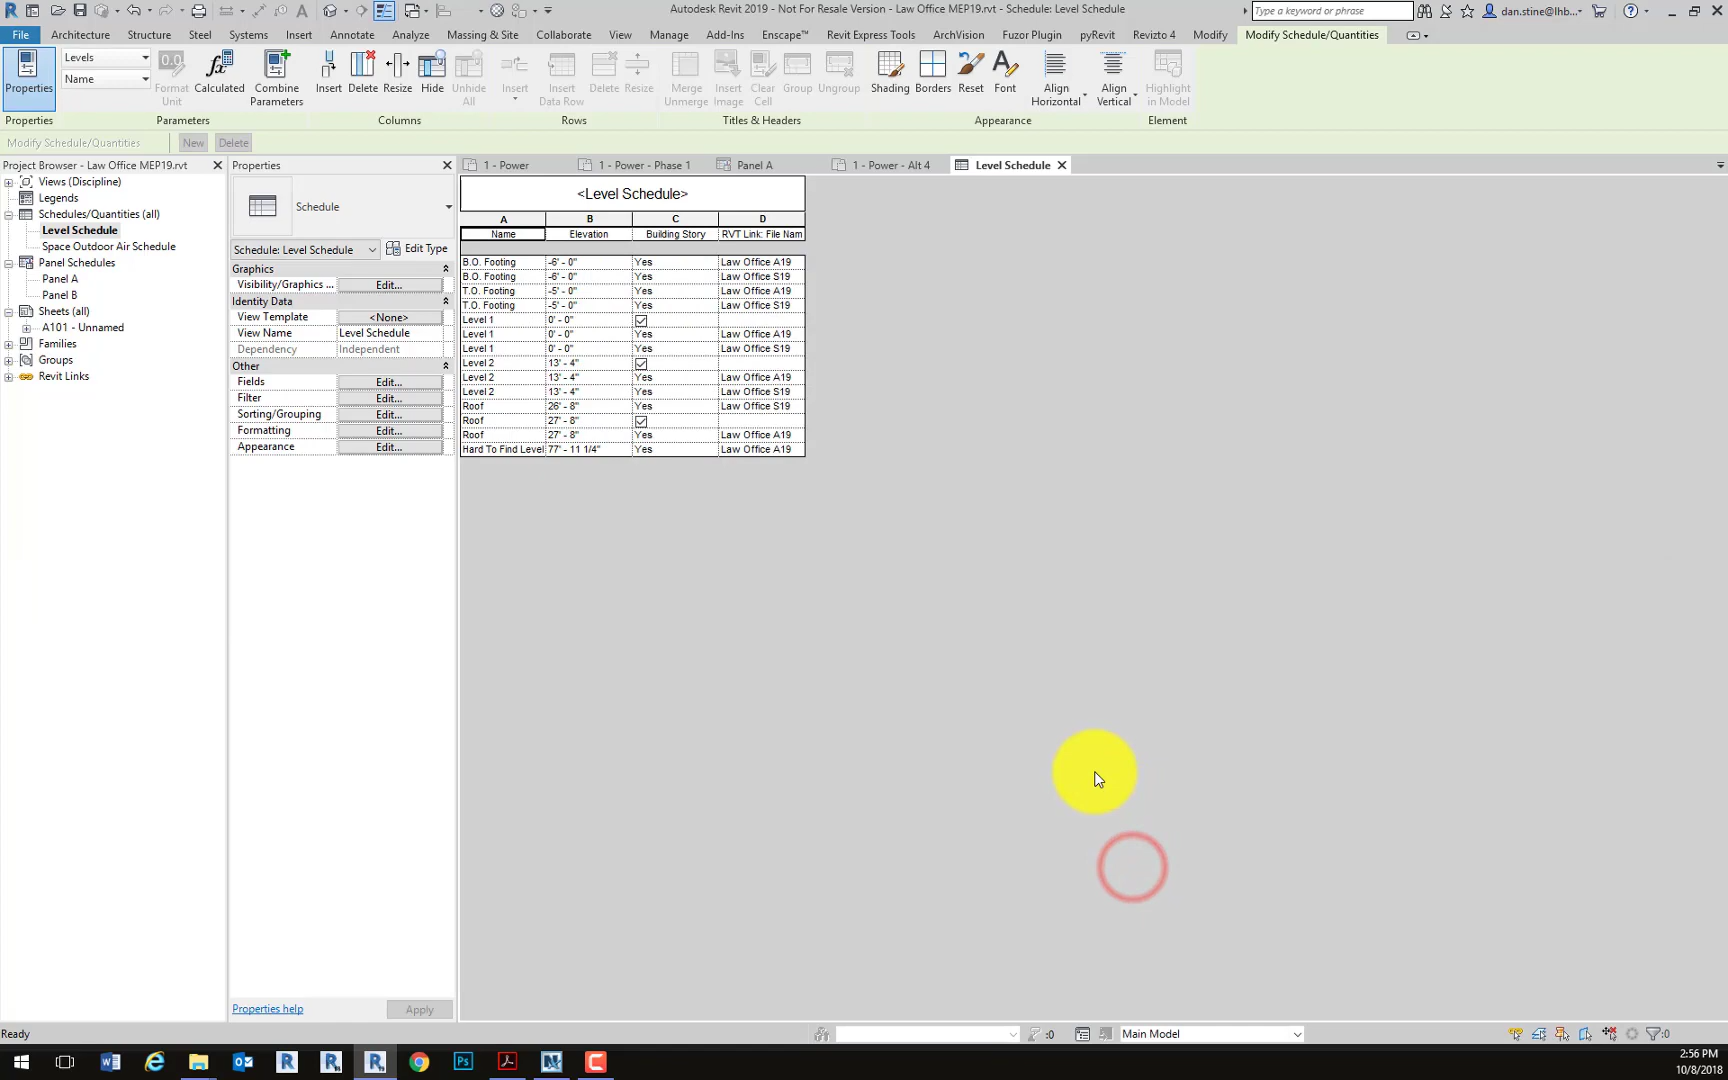 Autodesk Revit 2019 - Not For Resale Version - Law Office MEP19.rvt - Schedule: Level Schedule
Type a keyword or phrase
dan.stine@lhb...
File Architecture Structure Steel Systems Insert Annotate Analyze Massing & Site Collaborate View Manage Add-Ins Enscape™ Revit Express Tools ArchVision Fuzor Plugin pyRevit Revizto 4 Modify Modify Schedule/Quantities
Levels
Name
Properties Format Unit Calculated Combine Parameters Insert Delete Resize Hide Unhide All Insert Insert Data Row Delete Resize Merge Unmerge Insert Image Clear Cell Group Ungroup Shading Borders Reset Font Align Horizontal Align Vertical Highlight in Model
Properties Parameters Columns Rows Titles & Headers Appearance Element
Modify Schedule/Quantities New Delete
Project Browser - Law Office MEP19.rvt
Views (Discipline)
Legends
Schedules/Quantities (all)
Level Schedule
Space Outdoor Air Schedule
Panel Schedules
Panel A
Panel B
Sheets (all)
A101 - Unnamed
Families
Groups
Revit Links
Properties
Schedule
Schedule: Level Schedule Edit Type
Graphics
Visibility/Graphics ... Edit...
Identity Data
View Template <None>
View Name Level Schedule
Dependency Independent
Other
Fields Edit...
Filter Edit...
Sorting/Grouping Edit...
Formatting Edit...
Appearance Edit...
Properties help Apply
1 - Power 1 - Power - Phase 1 Panel A 1 - Power - Alt 4 Level Schedule
<Level Schedule>
A B C D
Name Elevation Building Story RVT Link: File Nam
B.O. Footing -6' - 0" Yes Law Office A19
B.O. Footing -6' - 0" Yes Law Office S19
T.O. Footing -5' - 0" Yes Law Office A19
T.O. Footing -5' - 0" Yes Law Office S19
Level 1 0' - 0"
Level 1 0' - 0" Yes Law Office A19
Level 1 0' - 0" Yes Law Office S19
Level 2 13' - 4"
Level 2 13' - 4" Yes Law Office A19
Level 2 13' - 4" Yes Law Office S19
Roof 26' - 8" Yes Law Office S19
Roof 27' - 8"
Roof 27' - 8" Yes Law Office A19
Hard To Find Level 77' - 11 1/4" Yes Law Office A19
Ready
:0
Main Model
:0
2:56 PM
10/8/2018